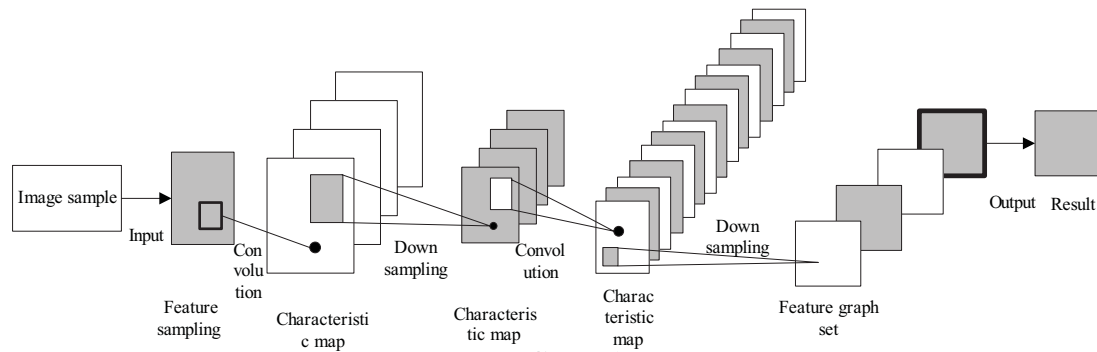 Image sample
Input
Feature
sampling
Con
volu
tion
Characteristi
c map
Down
sampling
Characteris
tic map
Convol
ution
Charac
teristic
map
Down
sampling
Feature graph
set
Output
Result